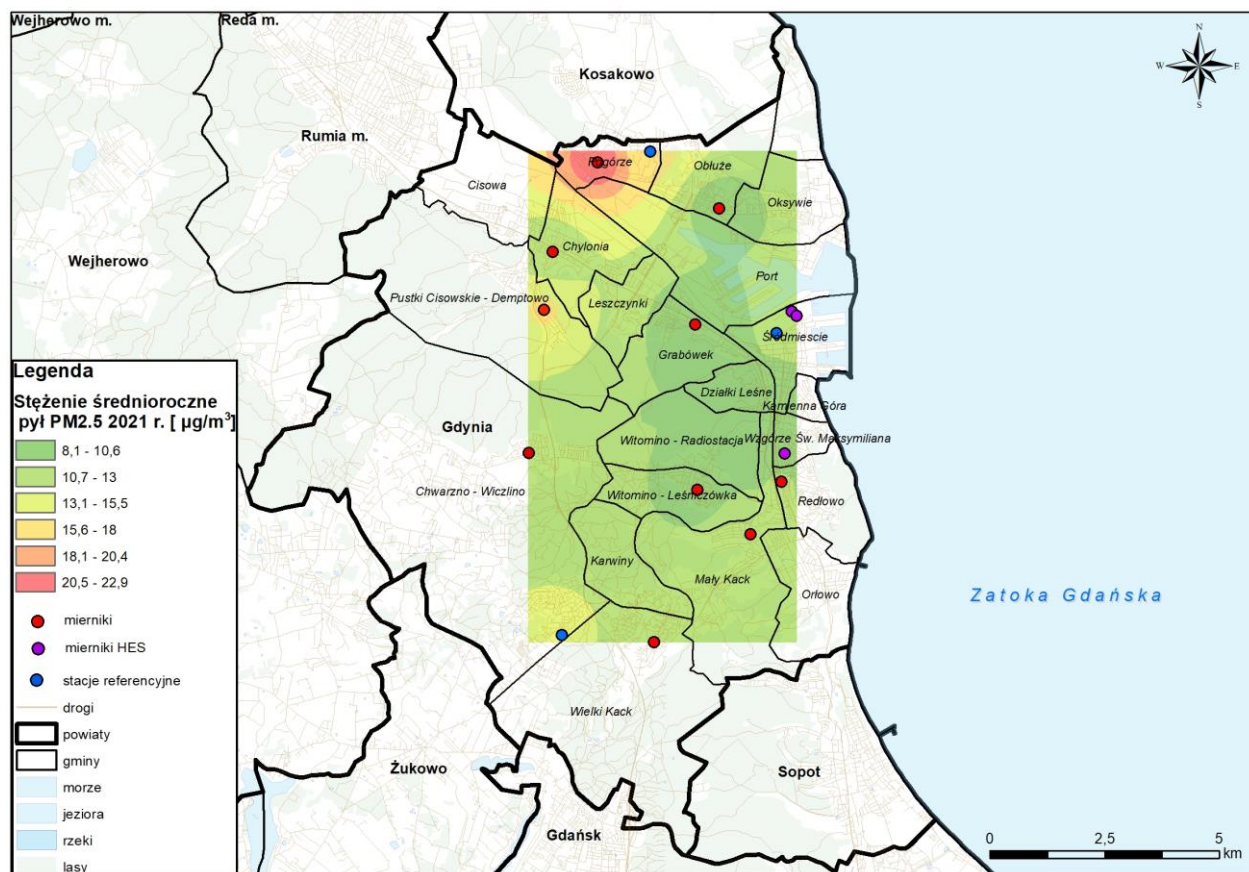 Wejherowo m.
Reda m.
N
W
E
S
Kosakowo
Rumia m.
Pogórze
Obłuże
Cisowa
Oksywie
Chylonia
Wejherowo
Port
Pustki Cisowskie - Demptowo
Leszczynki
Śródmieście
Grabówek
Działki Leśne
Kamienna Góra
Gdynia
Witomino - Radiostacja
Wzgórze Św. Maksymiliana
Chwarzno - Wiczlino
Witomino - Leśniczówka
Redłowo
Karwiny
Mały Kack
Orłowo
Zatoka Gdańska
Wielki Kack
Żukowo
Sopot
Gdańsk
Legenda
Stężenie średnioroczne
pył PM2.5 2021 r. [ µg/m³]
8,1 - 10,6
10,7 - 13
13,1 - 15,5
15,6 - 18
18,1 - 20,4
20,5 - 22,9
mierniki
mierniki HES
stacje referencyjne
drogi
powiaty
gminy
morze
jeziora
rzeki
lasy
0 2,5 5
km